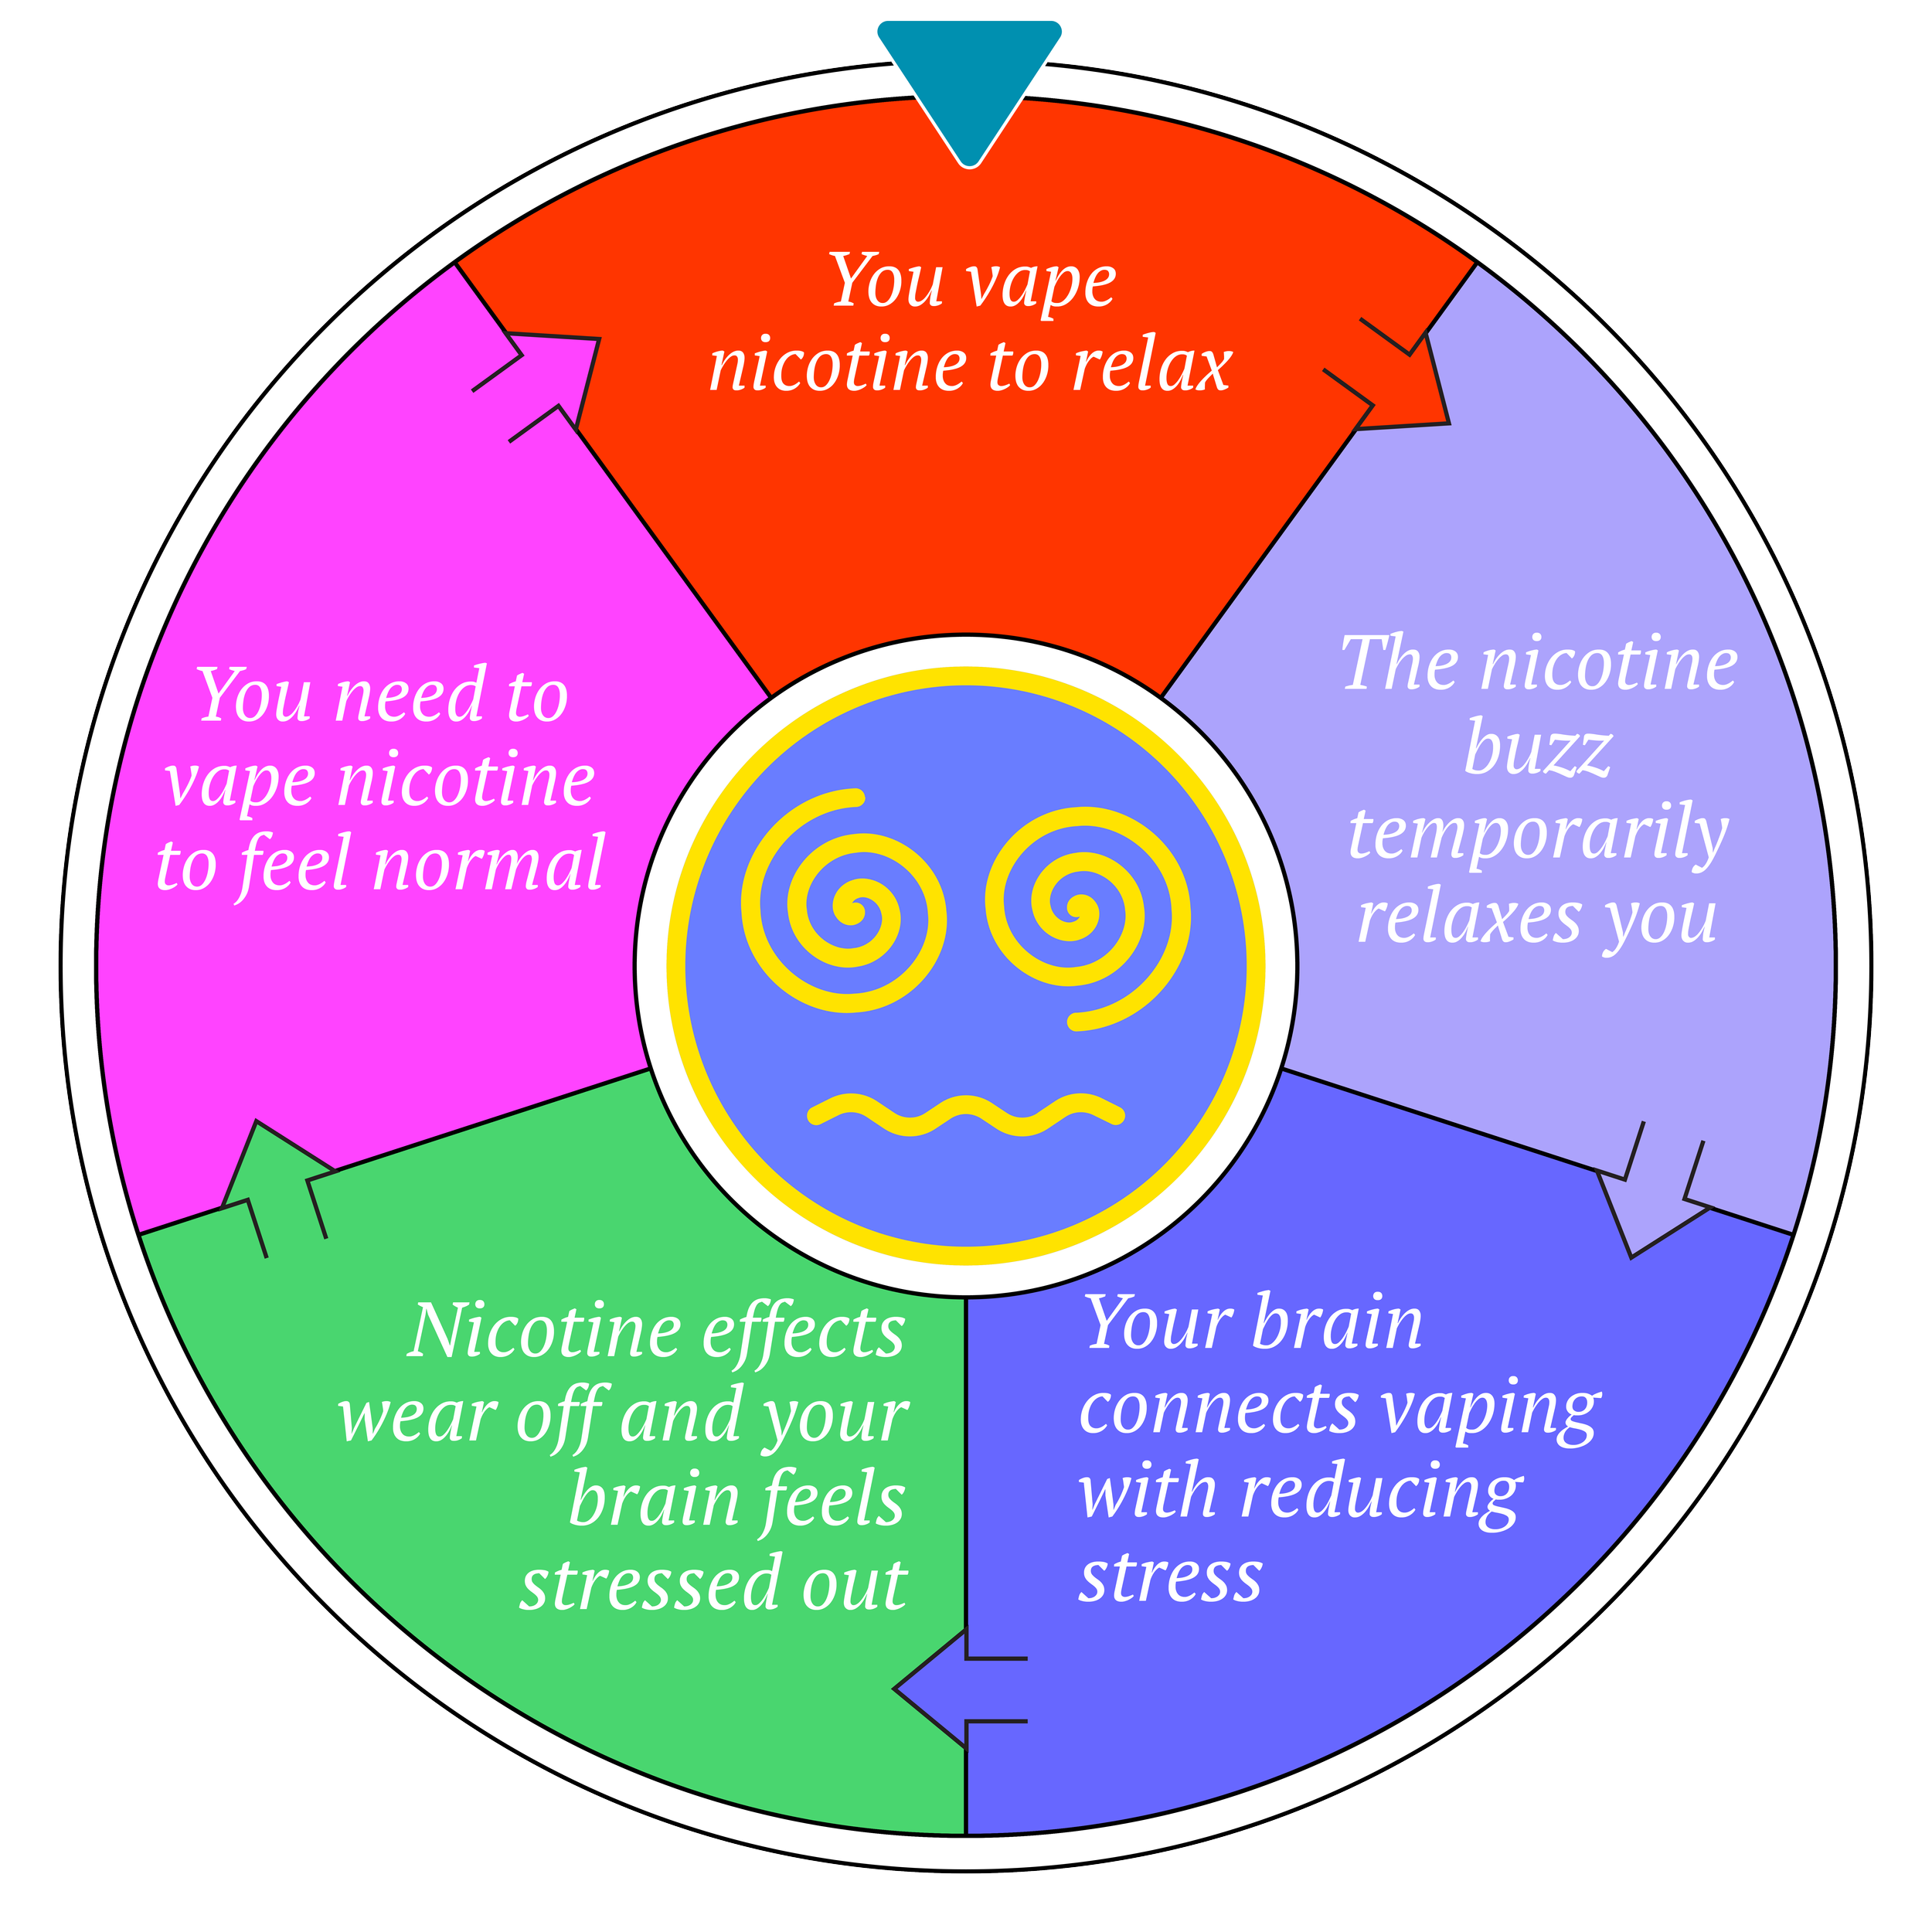 You vape
nicotine to relax
The nicotine
buzz
temporarily
relaxes you
Your brain
connects vaping
with reducing
stress
Nicotine effects
wear off and your
brain feels
stressed out
You need to
vape nicotine
to feel normal